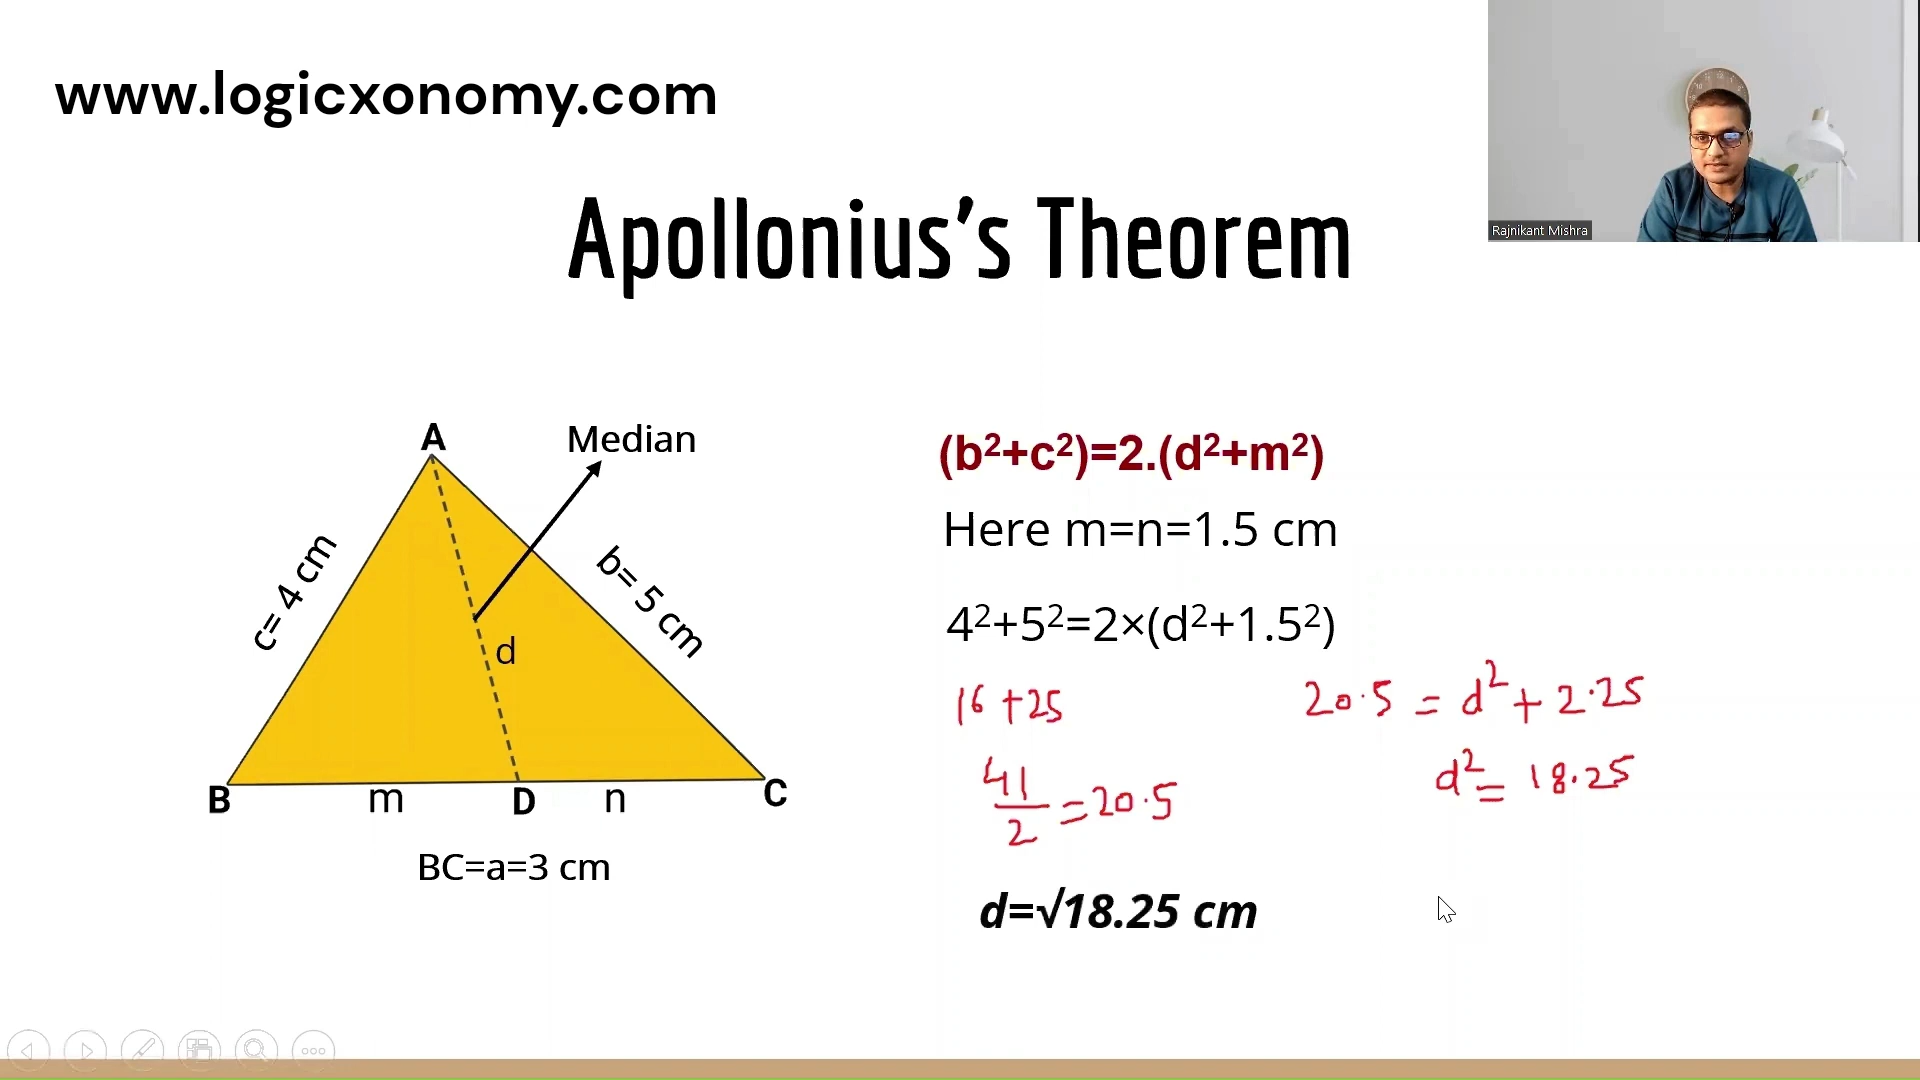 www.logicxonomy.com
Rajnikant Mishra
Apollonius's Theorem
A
Median
c= 4 cm
b= 5 cm
d
B
m
D
n
C
BC=a=3 cm
(b²+c²)=2.(d²+m²)
Here m=n=1.5 cm
4²+5²=2×(d²+1.5²)
16+25
41/2 =20.5
20.5 = d²+2.25
d²= 18.25
d=√18.25 cm